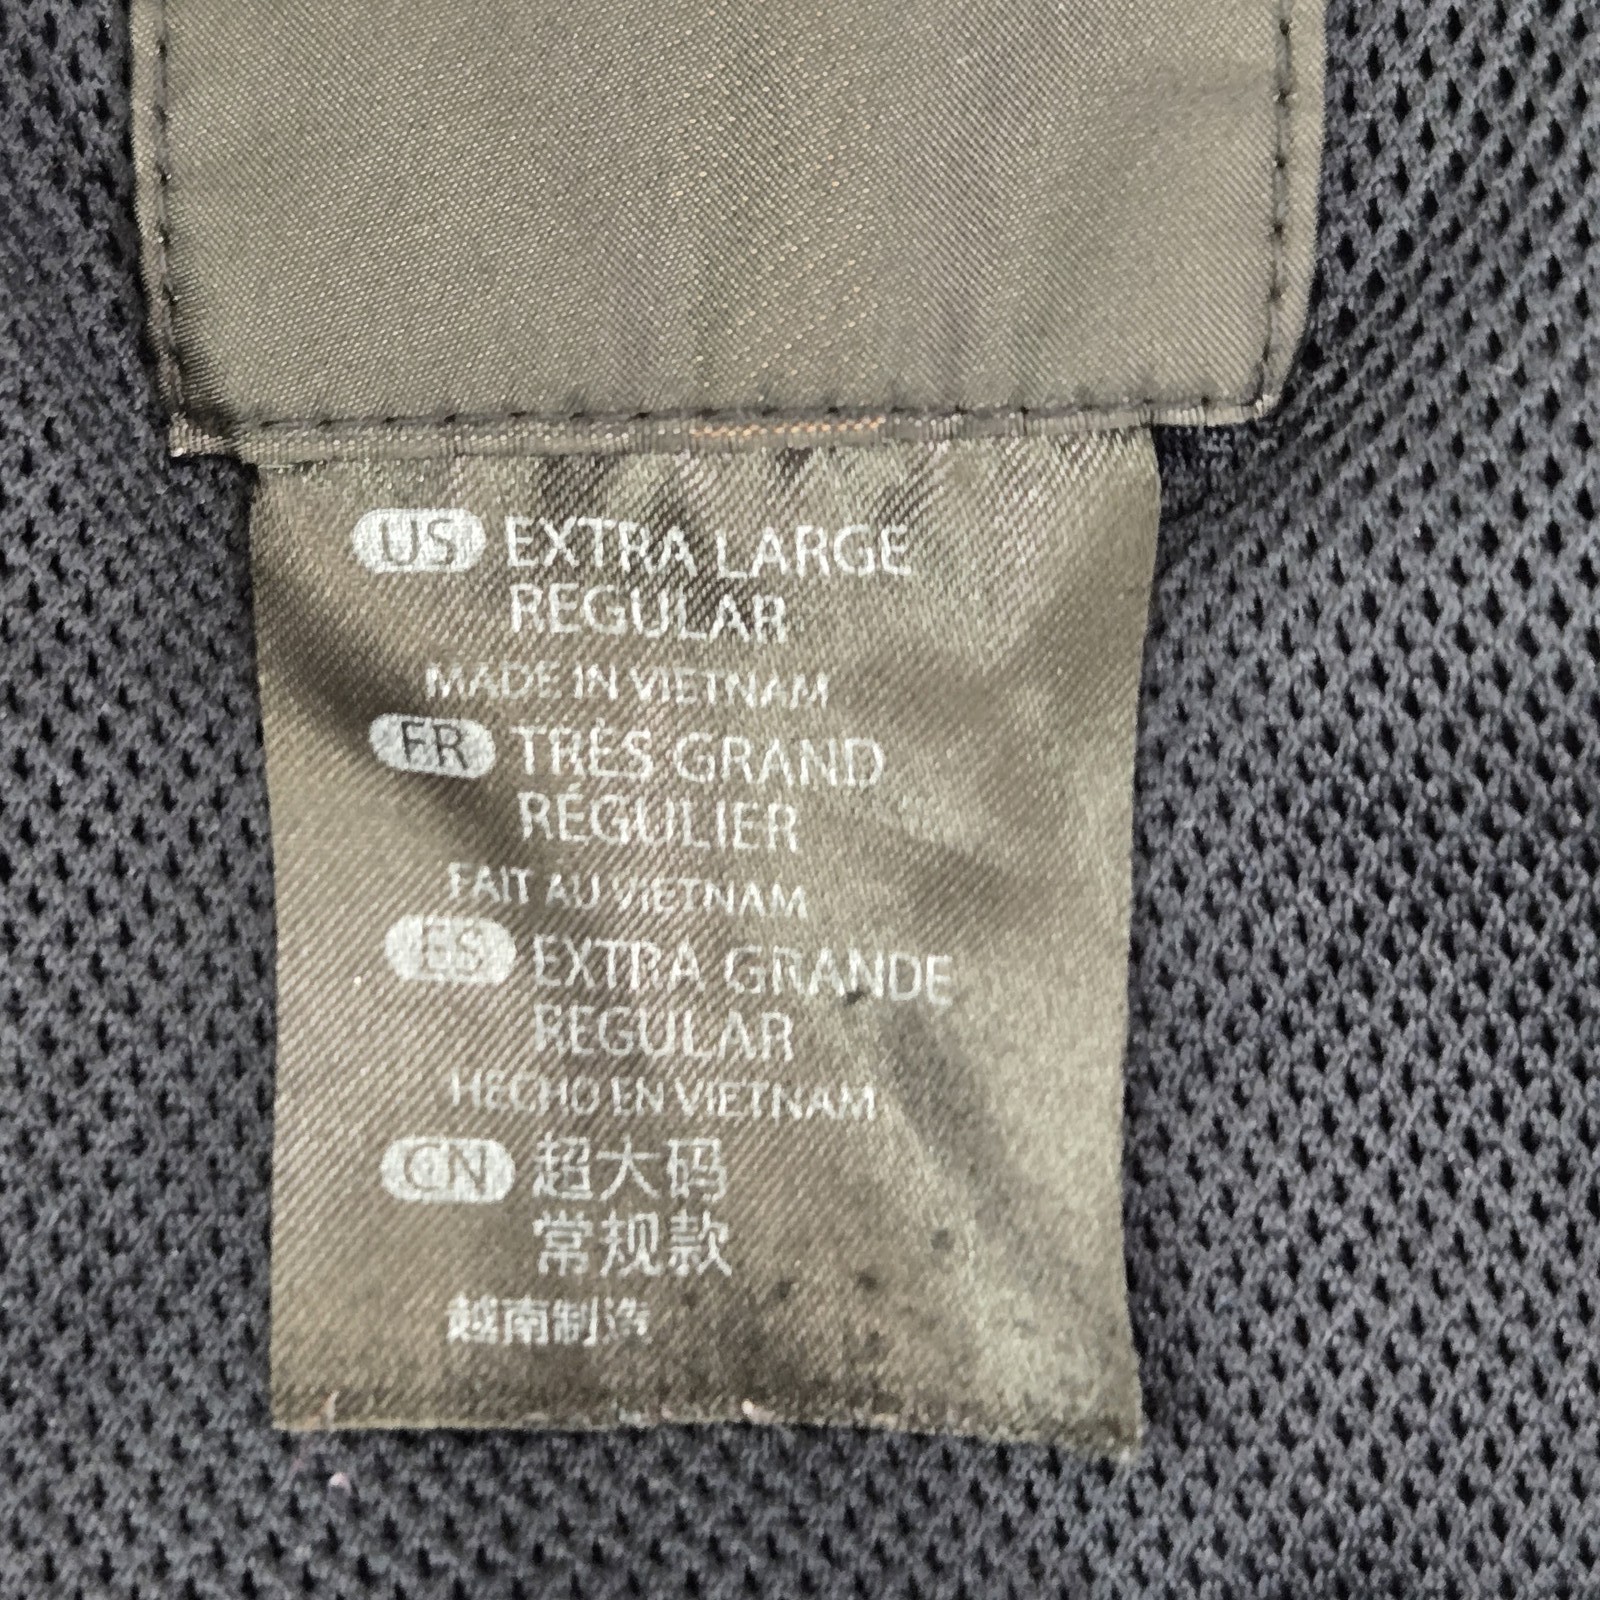 US EXTRA LARGE
REGULAR
MADE IN VIETNAM
FR TRÈS GRAND
RÉGULIER
FAIT AU VIETNAM
ES EXTRA GRANDE
REGULAR
HECHO EN VIETNAM
CN 超大码
常规款
越南制造